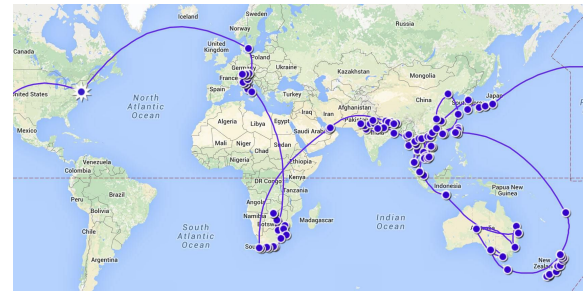 Iceland
Sweden
Norway
Russia
Canada
United
Kingdom
Poland
Germany
Ukraine
Kazakhstan
Mongolia
France
United States
Spain
Turkey
North
Atlantic
Ocean
China
Japan
Afghanistan
Iraq
Iran
Pakistan
Algeria
Libya
Egypt
Saudi Arabia
Mexico
Mali
Niger
Chad
Sudan
Nigeria
Ethiopia
Venezuela
Colombia
DR Congo
Kenya
Indonesia
Papua New
Guinea
Tanzania
Brazil
Peru
Angola
Bolivia
Namibia
Botswana
Madagascar
Indian
Ocean
Chile
South
Atlantic
Ocean
Argentina
New
Zealand